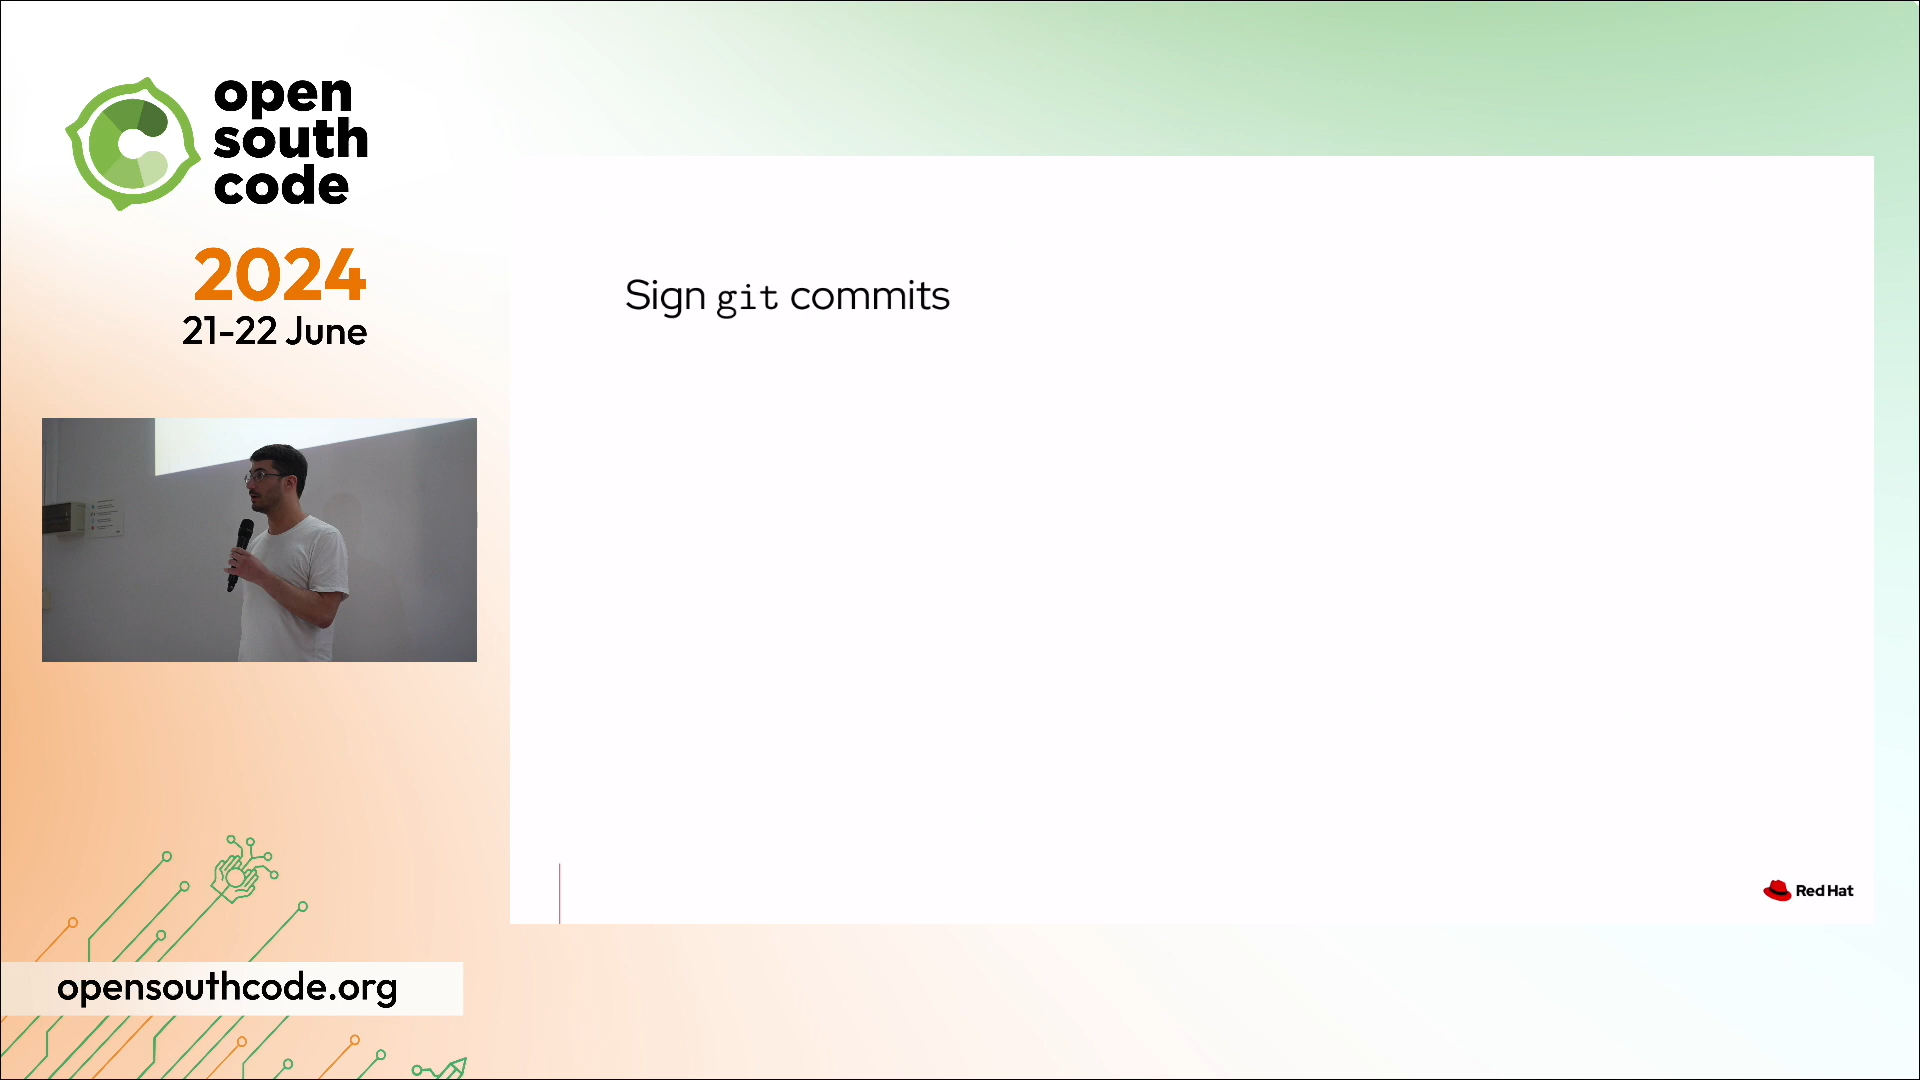 open
south
code
2024
21-22 June
Sign git commits
Red Hat
opensouthcode.org